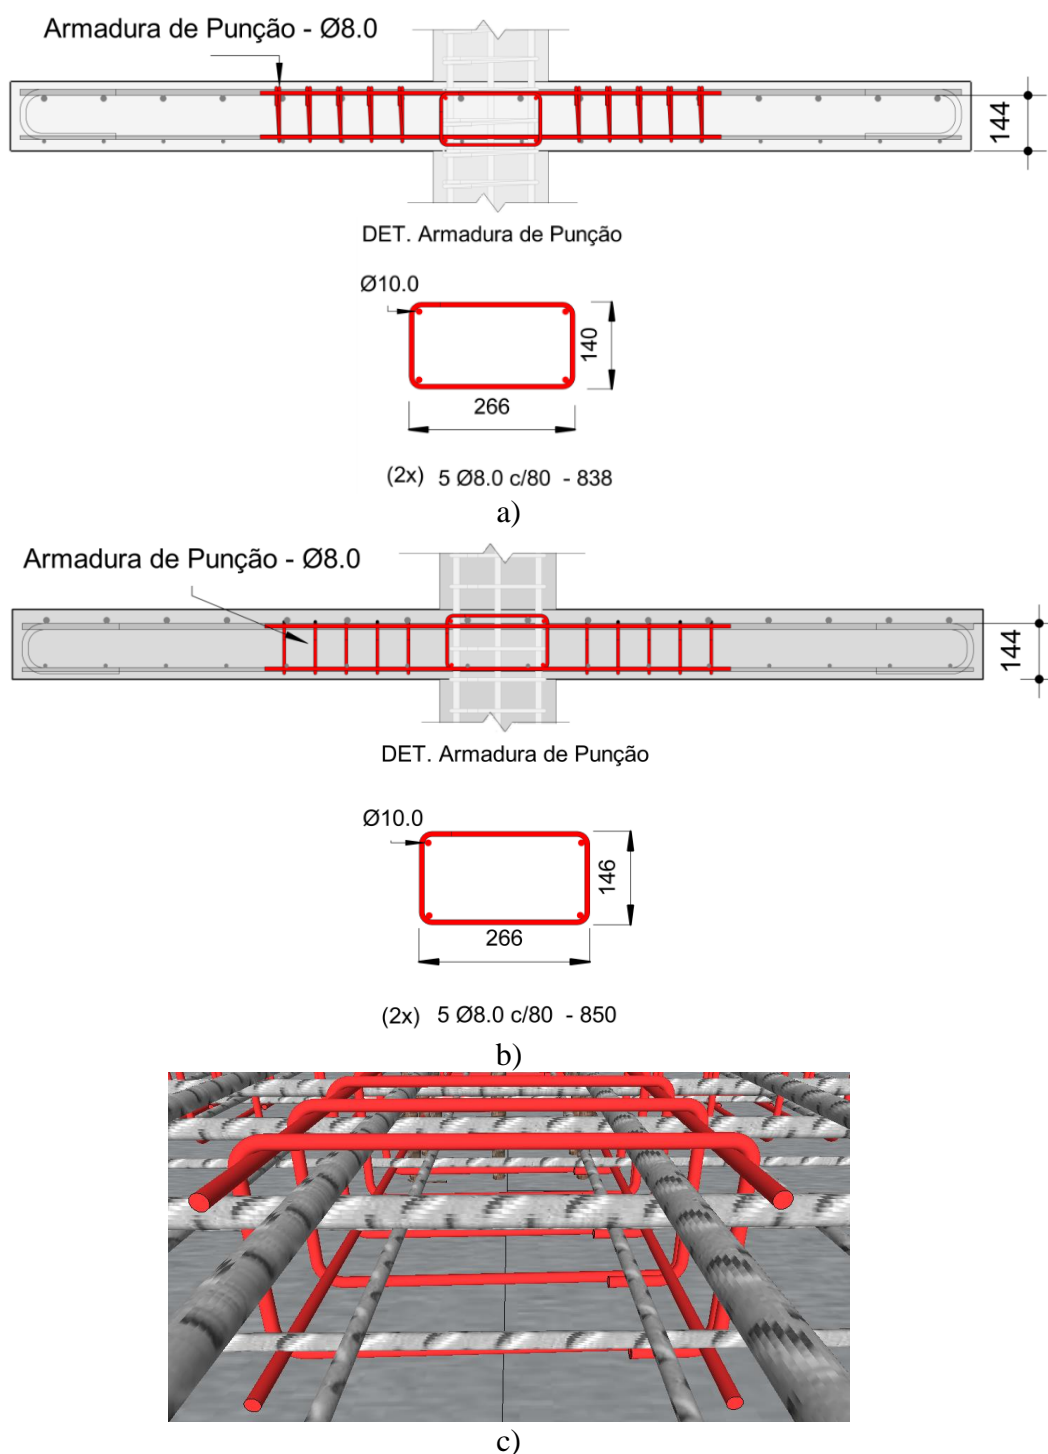 Armadura de Punção - Ø8.0
144
DET. Armadura de Punção
Ø10.0
140
266
(2x) 5 Ø8.0 c/80 - 838
a)
Armadura de Punção - Ø8.0
144
DET. Armadura de Punção
Ø10.0
146
266
(2x) 5 Ø8.0 c/80 - 850
b)
c)